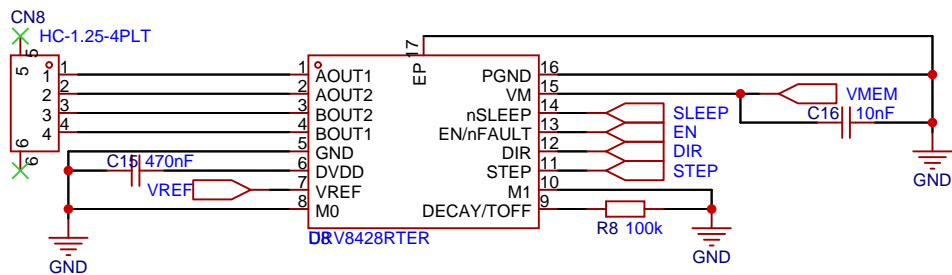 CN8
HC-1.25-4PLT
5
5
1
2
3
4
6
6
1
2
3
4
1
2
3
4
5
6
7
8
AOUT1
AOUT2
BOUT2
BOUT1
GND
DVDD
VREF
M0
EP
17
PGND
VM
nSLEEP
EN/nFAULT
DIR
STEP
M1
DECAY/TOFF
16
15
14
13
12
11
10
9
DRV8428RTER
C15 470nF
VREF
GND
VMEM
C16 10nF
SLEEP
EN
DIR
STEP
GND
R8 100k
GND